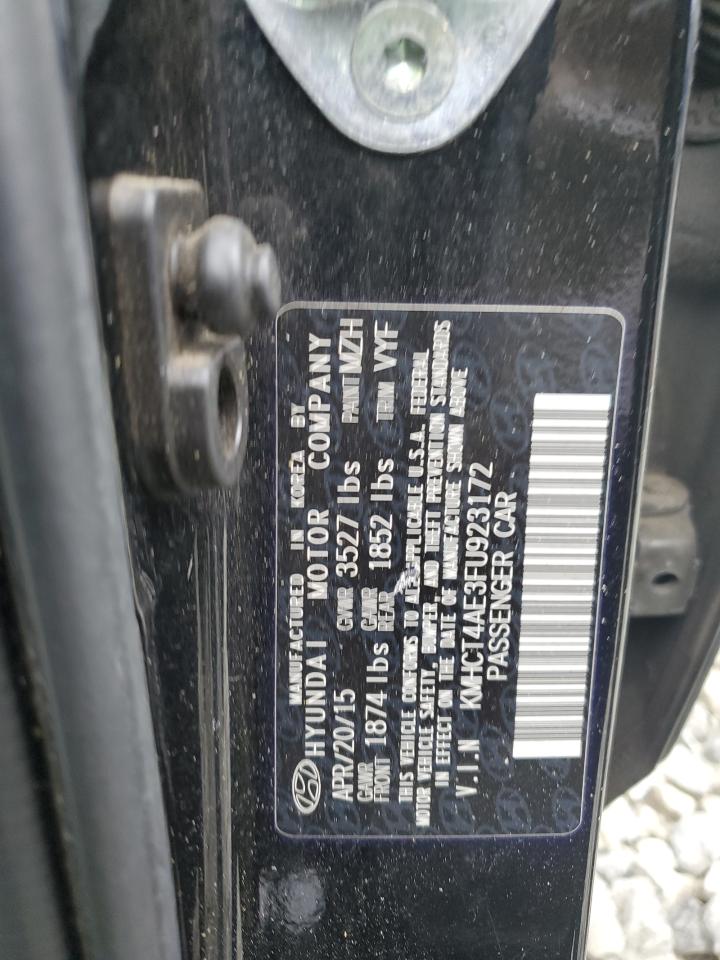 MANUFACTURED IN KOREA BY
HYUNDAI MOTOR COMPANY
APR/20/15 GVWR 3527 lbs PAINT MZH
GAWR FRONT 1874 lbs GAWR REAR 1852 lbs TRIM VYF
THIS VEHICLE CONFORMS TO ALL APPLICABLE U.S.A. FEDERAL
MOTOR VEHICLE SAFETY, BUMPER AND THEFT PREVENTION STANDARDS
IN EFFECT ON THE DATE OF MANUFACTURE SHOWN ABOVE
V.I.N KMHCT4AE3FU923172
PASSENGER CAR